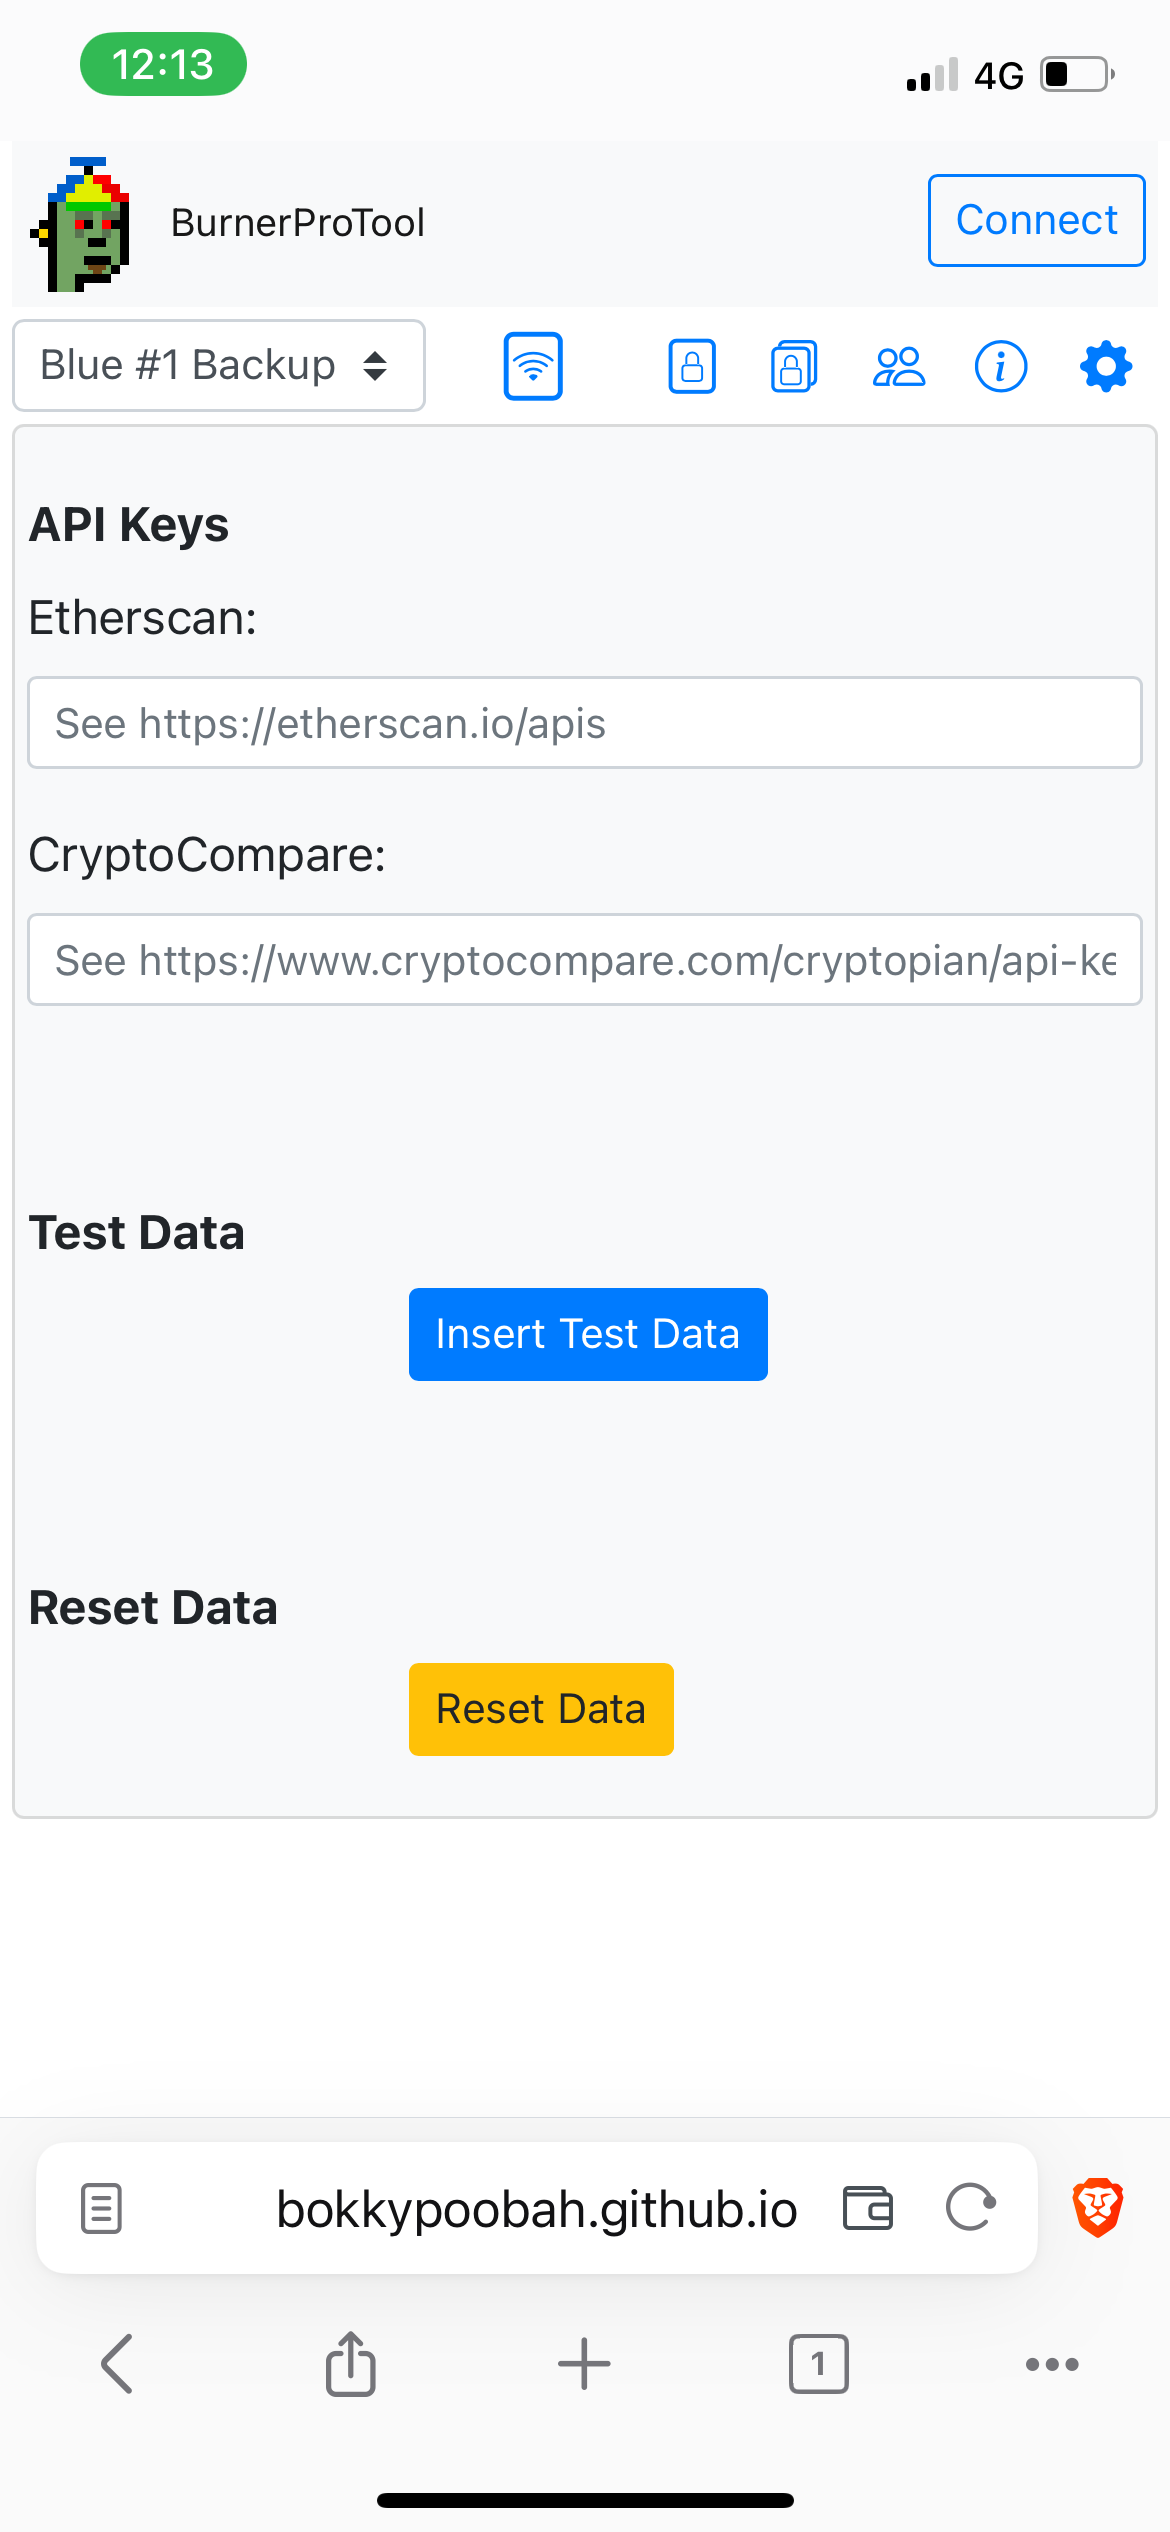 12:13
4G
BurnerProTool
Connect
Blue #1 Backup
API Keys
Etherscan:
See https://etherscan.io/apis
CryptoCompare:
See https://www.cryptocompare.com/cryptopian/api-ke
Test Data
Insert Test Data
Reset Data
Reset Data
bokkypoobah.github.io
1